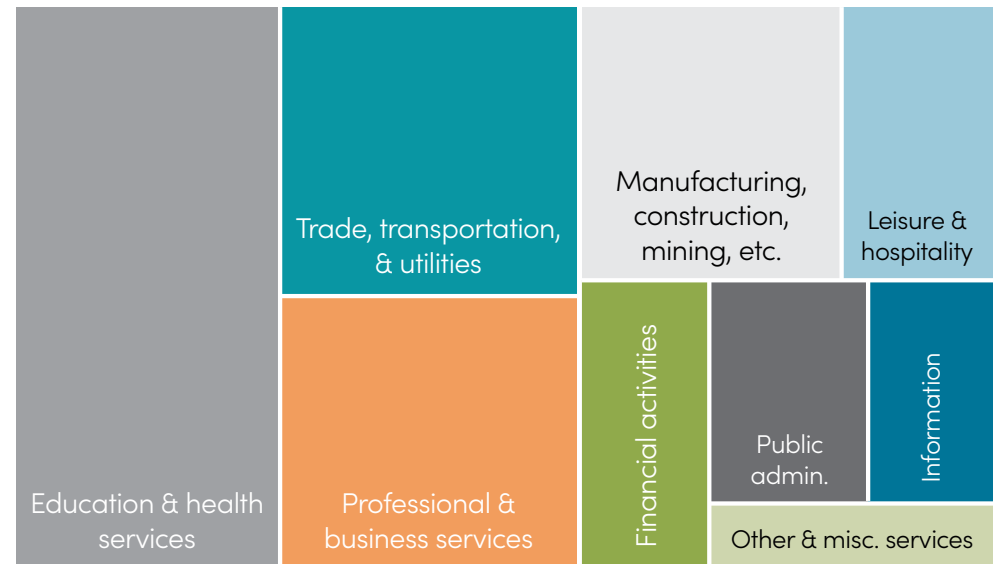 Education & health
services
Trade, transportation,
& utilities
Professional &
business services
Manufacturing,
construction,
mining, etc.
Leisure &
hospitality
Financial activities
Public
admin.
Information
Other & misc. services